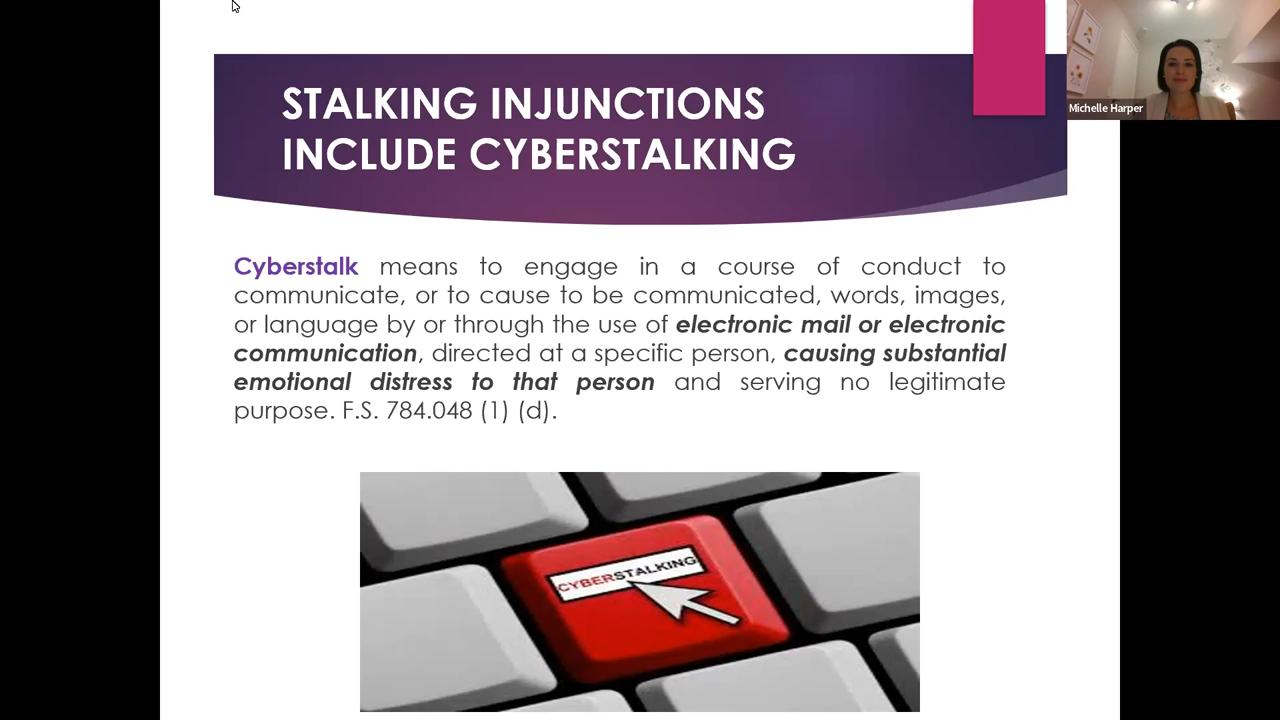 STALKING INJUNCTIONS
INCLUDE CYBERSTALKING
Michelle Harper
Cyberstalk means to engage in a course of conduct to
communicate, or to cause to be communicated, words, images,
or language by or through the use of electronic mail or electronic
communication, directed at a specific person, causing substantial
emotional distress to that person and serving no legitimate
purpose. F.S. 784.048 (1) (d).
CYBERSTALKING